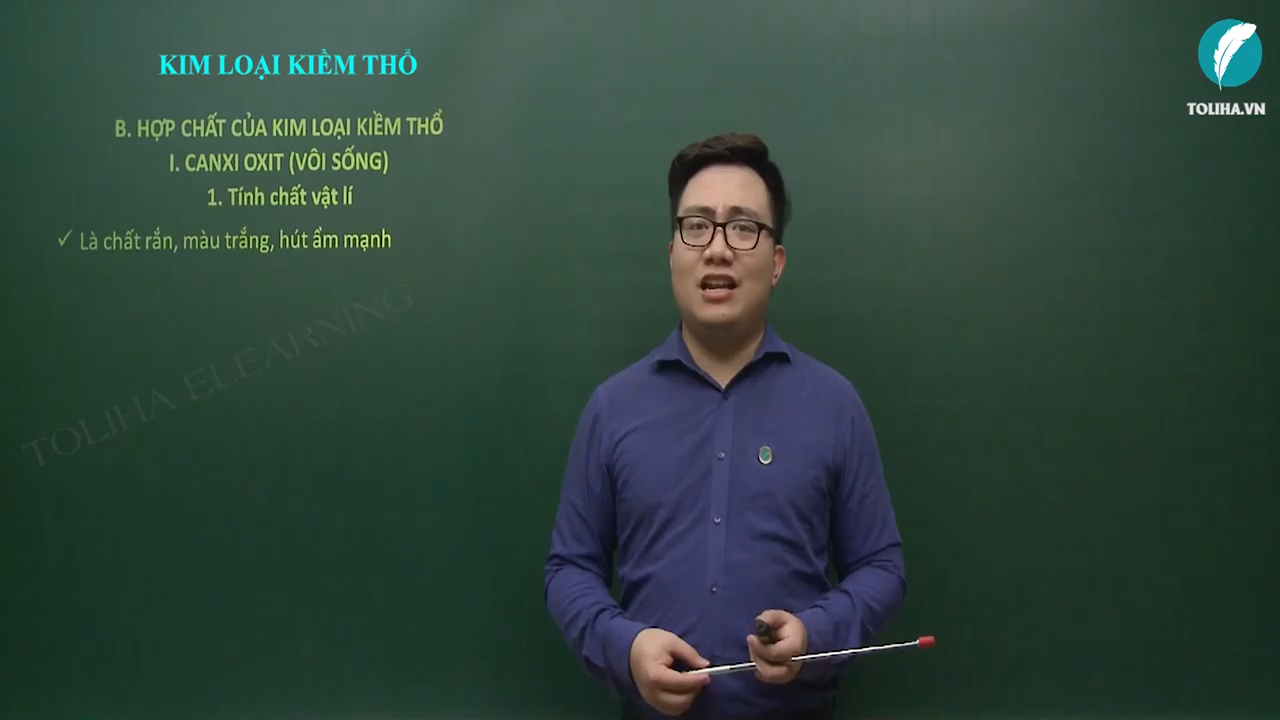 KIM LOẠI KIỀM THỔ
B. HỢP CHẤT CỦA KIM LOẠI KIỀM THỔ
I. CANXI OXIT (VÔI SỐNG)
1. Tính chất vật lí
✓ Là chất rắn, màu trắng, hút ẩm mạnh
TOLIHA ELEARNING
TOLIHA.VN